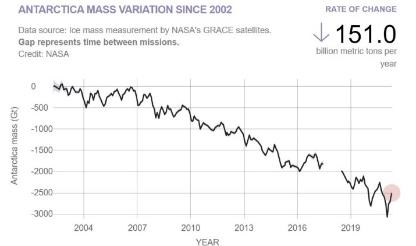 ANTARCTICA MASS VARIATION SINCE 2002
RATE OF CHANGE
Data source: Ice mass measurement by NASA's GRACE satellites.
Gap represents time between missions.
Credit: NASA
151.0
billion metric tons per
year
Antarctica mass (Gt)
0
-500
-1000
-1500
-2000
-2500
-3000
2004
2007
2010
2013
2016
2019
YEAR